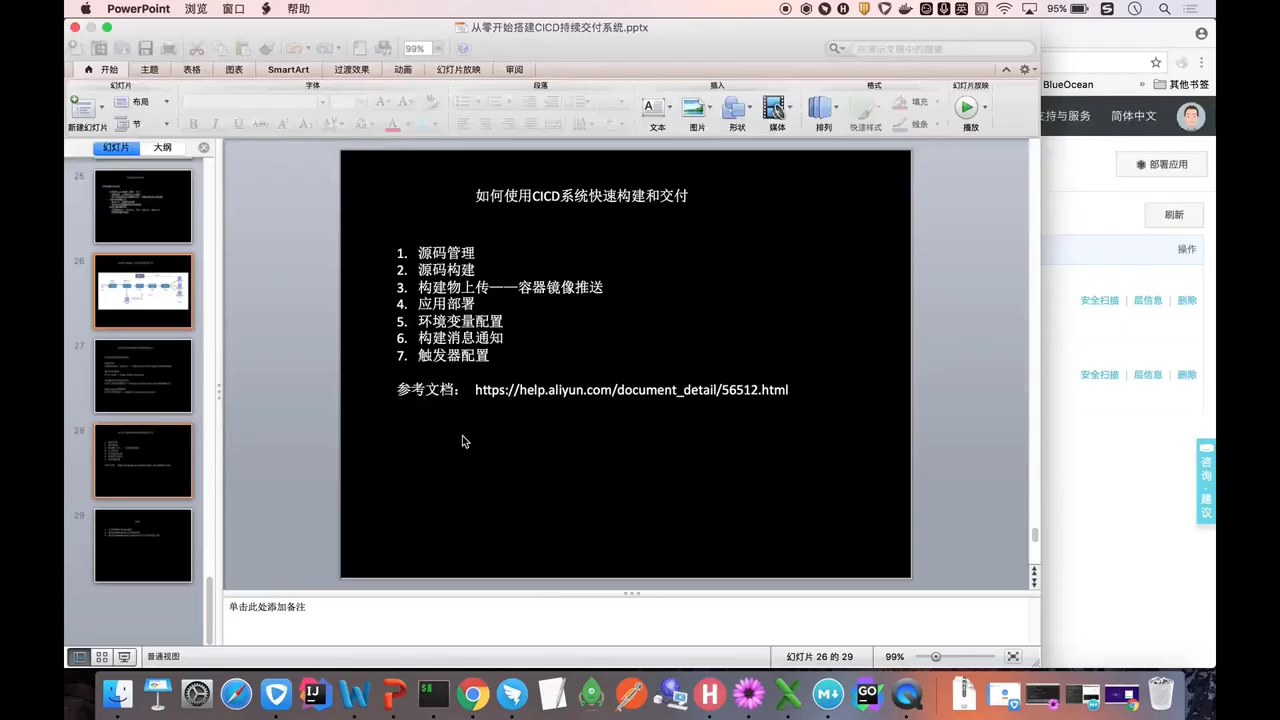 PowerPoint 浏览 窗口 帮助 英 95%
从零开始搭建CICD持续交付系统.pptx
99% 在演示文稿中的搜索
开始 主题 表格 图表 SmartArt 过渡效果 动画 幻灯片放映 审阅
幻灯片 字体 段落 插入 格式 幻灯片放映
新建幻灯片 布局 节 文本 图片 形状 媒体 排列 快速样式 填充 线条 播放
幻灯片 大纲
25
26
27
28
29
如何使用CICD系统快速构建和交付
1. 源码管理
2. 源码构建
3. 构建物上传——容器镜像推送
4. 应用部署
5. 环境变量配置
6. 构建消息通知
7. 触发器配置
参考文档： https://help.aliyun.com/document_detail/56512.html
单击此处添加备注
普通视图 幻灯片 26 的 29 99%
BlueOcean » 其他书签
支持与服务 简体中文
部署应用
刷新
操作
安全扫描 | 层信息 | 删除
安全扫描 | 层信息 | 删除
咨询·建议